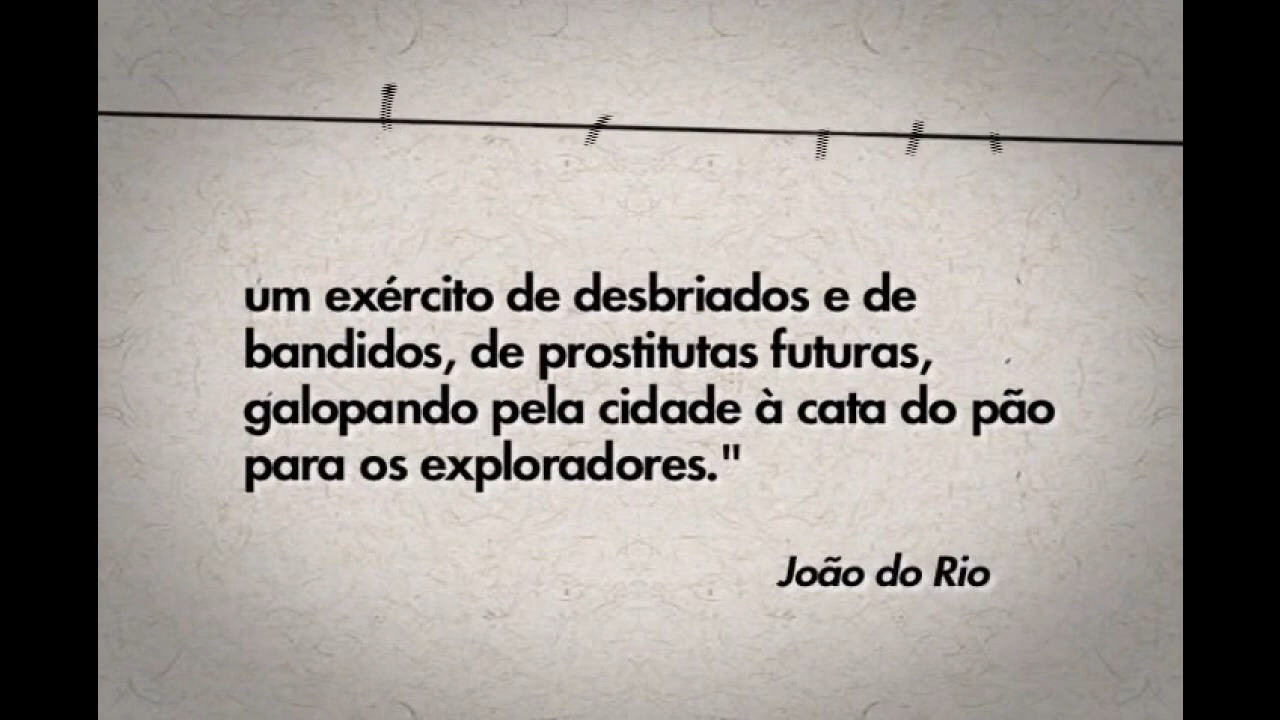 um exército de desbriados e de
bandidos, de prostitutas futuras,
galopando pela cidade à cata do pão
para os exploradores."
João do Rio